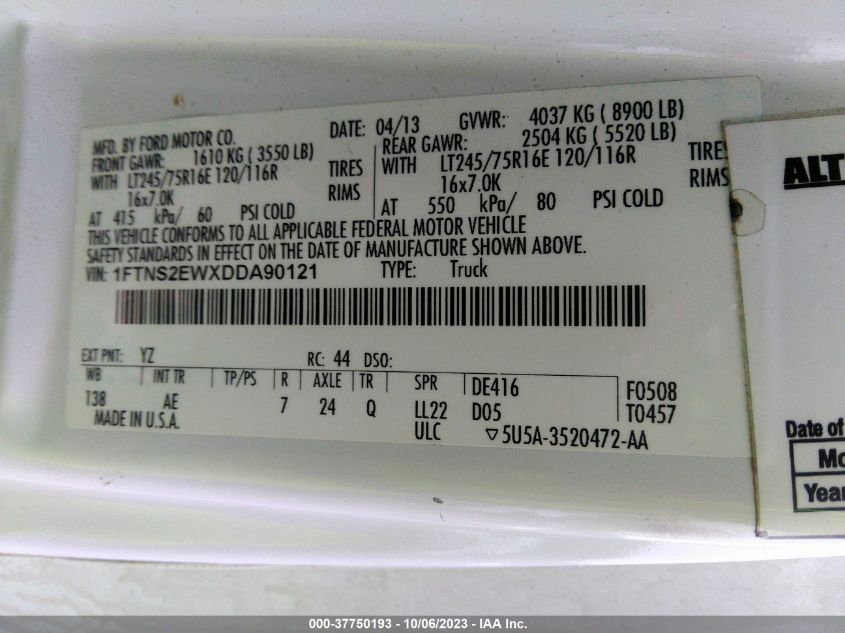 MFD. BY FORD MOTOR CO.
DATE: 04/13 GVWR: 4037 KG ( 8900 LB)
FRONT GAWR: 1610 KG ( 3550 LB) REAR GAWR: 2504 KG ( 5520 LB)
WITH LT245/75R16E 120/116R TIRES WITH LT245/75R16E 120/116R TIRES
16x7.0K RIMS 16x7.0K RIMS
AT 415 kPa/ 60 PSI COLD AT 550 kPa/ 80 PSI COLD
THIS VEHICLE CONFORMS TO ALL APPLICABLE FEDERAL MOTOR VEHICLE
SAFETY STANDARDS IN EFFECT ON THE DATE OF MANUFACTURE SHOWN ABOVE.
VIN: 1FTNS2EWXDDA90121 TYPE: Truck
EXT PNT: YZ RC: 44 DSO:
WB INT TR TP/PS R AXLE TR SPR DE416 F0508
138 AE 7 24 Q LL22 D05 T0457
MADE IN U.S.A. ULC ▽5U5A-3520472-AA
ALT
Date of
Mo
Year
000-37750193 - 10/06/2023 - IAA Inc.